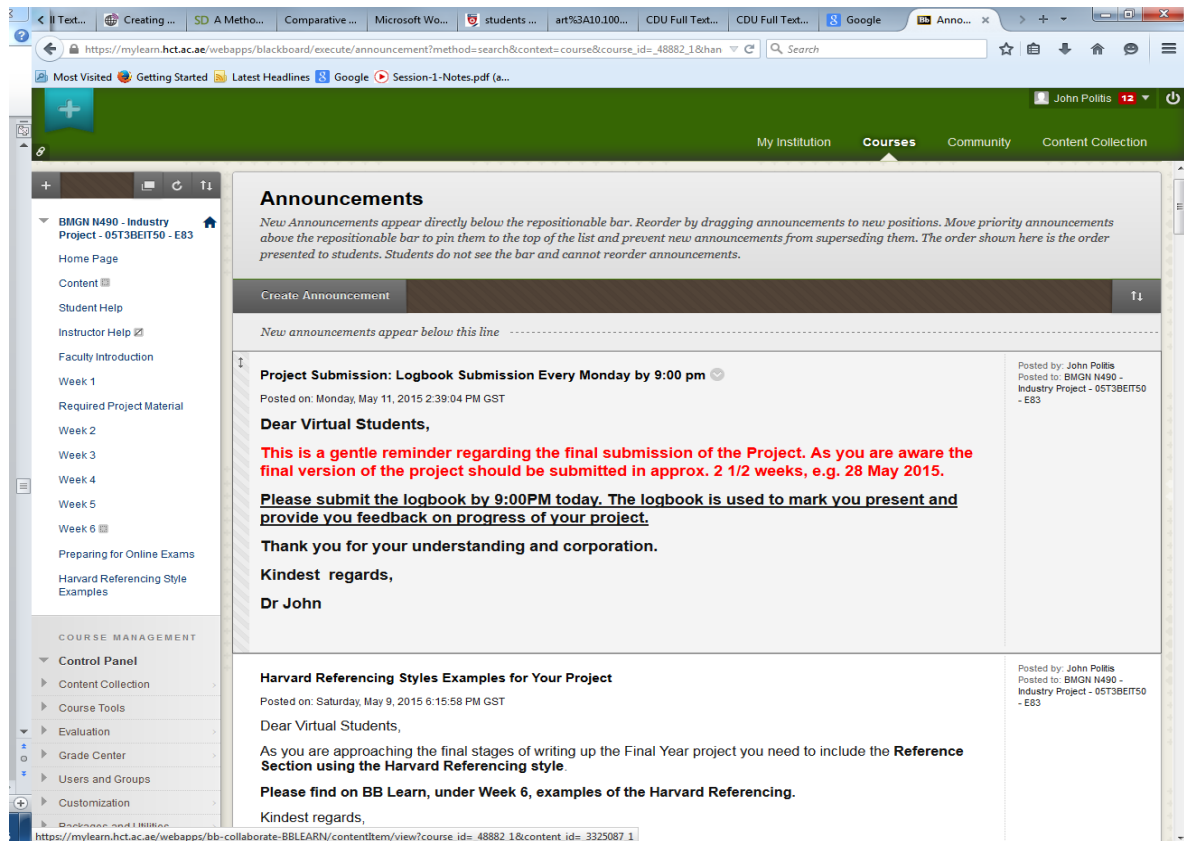 ll Text...
Creating ...
SD A Metho...
Comparative ...
Microsoft Wo...
students ...
art%3A10.100...
CDU Full Text...
CDU Full Text...
Google
Bb Anno...
https://mylearn.hct.ac.ae/webapps/blackboard/execute/announcement?method=search&context=course&course_id=_48882_1&han
Search
Most Visited
Getting Started
Latest Headlines
Google
Session-1-Notes.pdf (a...
John Politis 12
My Institution
Courses
Community
Content Collection
BMGN N490 - Industry
Project - 05T3BEIT50 - E83
Home Page
Content
Student Help
Instructor Help
Faculty Introduction
Week 1
Required Project Material
Week 2
Week 3
Week 4
Week 5
Week 6
Preparing for Online Exams
Harvard Referencing Style
Examples
COURSE MANAGEMENT
Control Panel
Content Collection
Course Tools
Evaluation
Grade Center
Users and Groups
Customization
Packages and Utilities
Announcements
New Announcements appear directly below the repositionable bar. Reorder by dragging announcements to new positions. Move priority announcements
above the repositionable bar to pin them to the top of the list and prevent new announcements from superseding them. The order shown here is the order
presented to students. Students do not see the bar and cannot reorder announcements.
Create Announcement
New announcements appear below this line
Project Submission: Logbook Submission Every Monday by 9:00 pm
Posted on: Monday, May 11, 2015 2:39:04 PM GST
Dear Virtual Students,
This is a gentle reminder regarding the final submission of the Project. As you are aware the
final version of the project should be submitted in approx. 2 1/2 weeks, e.g. 28 May 2015.
Please submit the logbook by 9:00PM today. The logbook is used to mark you present and
provide you feedback on progress of your project.
Thank you for your understanding and corporation.
Kindest regards,
Dr John
Posted by: John Politis
Posted to: BMGN N490 -
Industry Project - 05T3BEIT50
- E83
Harvard Referencing Styles Examples for Your Project
Posted on: Saturday, May 9, 2015 6:15:58 PM GST
Dear Virtual Students,
As you are approaching the final stages of writing up the Final Year project you need to include the Reference
Section using the Harvard Referencing style.
Please find on BB Learn, under Week 6, examples of the Harvard Referencing.
Kindest regards,
Posted by: John Politis
Posted to: BMGN N490 -
Industry Project - 05T3BEIT50
- E83
https://mylearn.hct.ac.ae/webapps/bb-collaborate-BBLEARN/contentItem/view?course_id=_48882_1&content_id=_3325087_1